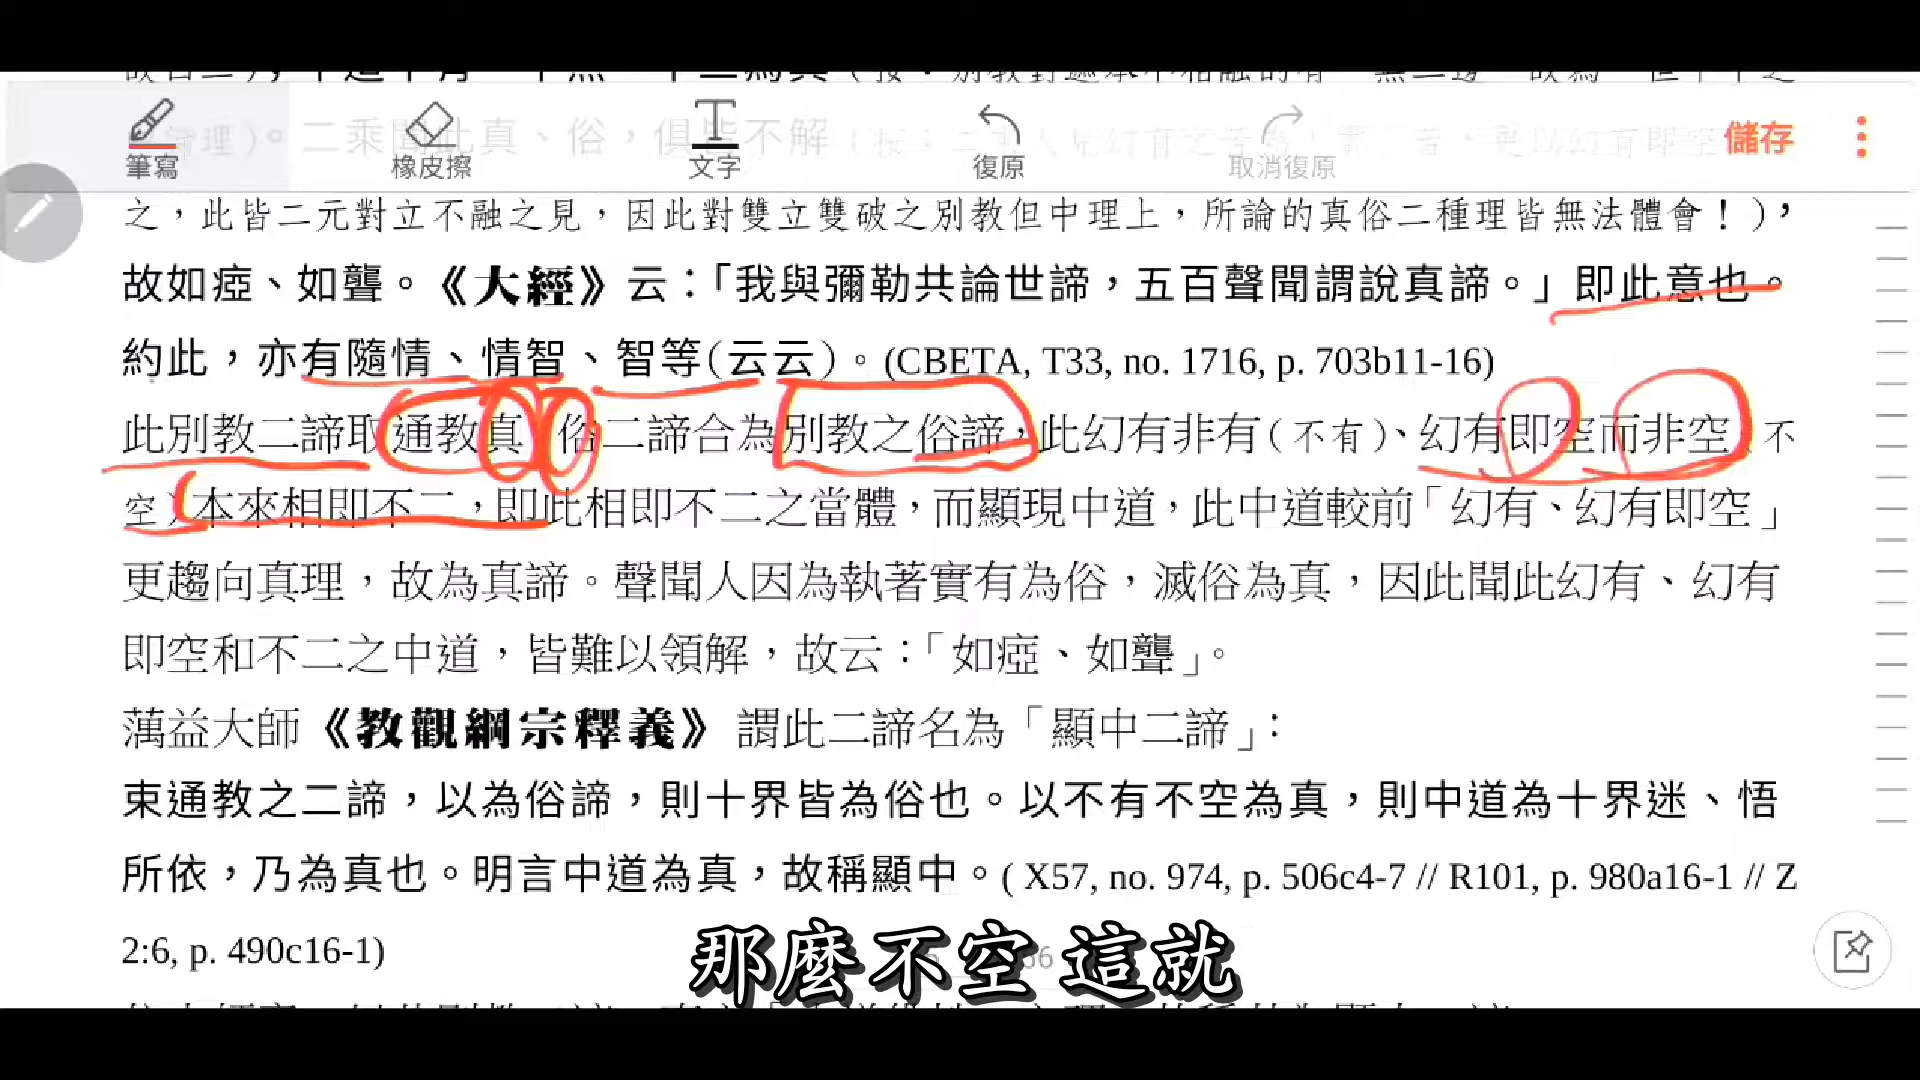 筆寫
橡皮擦
文字
復原
取消復原
儲存
理)。二乘聞此真、俗,俱皆不解
之,此皆二元對立不融之見,因此對雙立雙破之別教但中理上,所論的真俗二種理皆無法體會!),
故如瘂、如聾。《大經》云:「我與彌勒共論世諦,五百聲聞謂說真諦。」即此意也。
約此,亦有隨情、情智、智等(云云)。(CBETA, T33, no. 1716, p. 703b11-16)
此別教二諦取通教真、俗二諦合為別教之俗諦,此幻有非有(不有)、幻有即空而非空(不
空)本來相即不二,即此相即不二之當體,而顯現中道,此中道較前「幻有、幻有即空」
更趨向真理,故為真諦。聲聞人因為執著實有為俗,滅俗為真,因此聞此幻有、幻有
即空和不二之中道,皆難以領解,故云:「如瘂、如聾」。
蕅益大師《教觀綱宗釋義》謂此二諦名為「顯中二諦」:
束通教之二諦,以為俗諦,則十界皆為俗也。以不有不空為真,則中道為十界迷、悟
所依,乃為真也。明言中道為真,故稱顯中。( X57, no. 974, p. 506c4-7 // R101, p. 980a16-1 // Z
2:6, p. 490c16-1)
那麼不空 這就